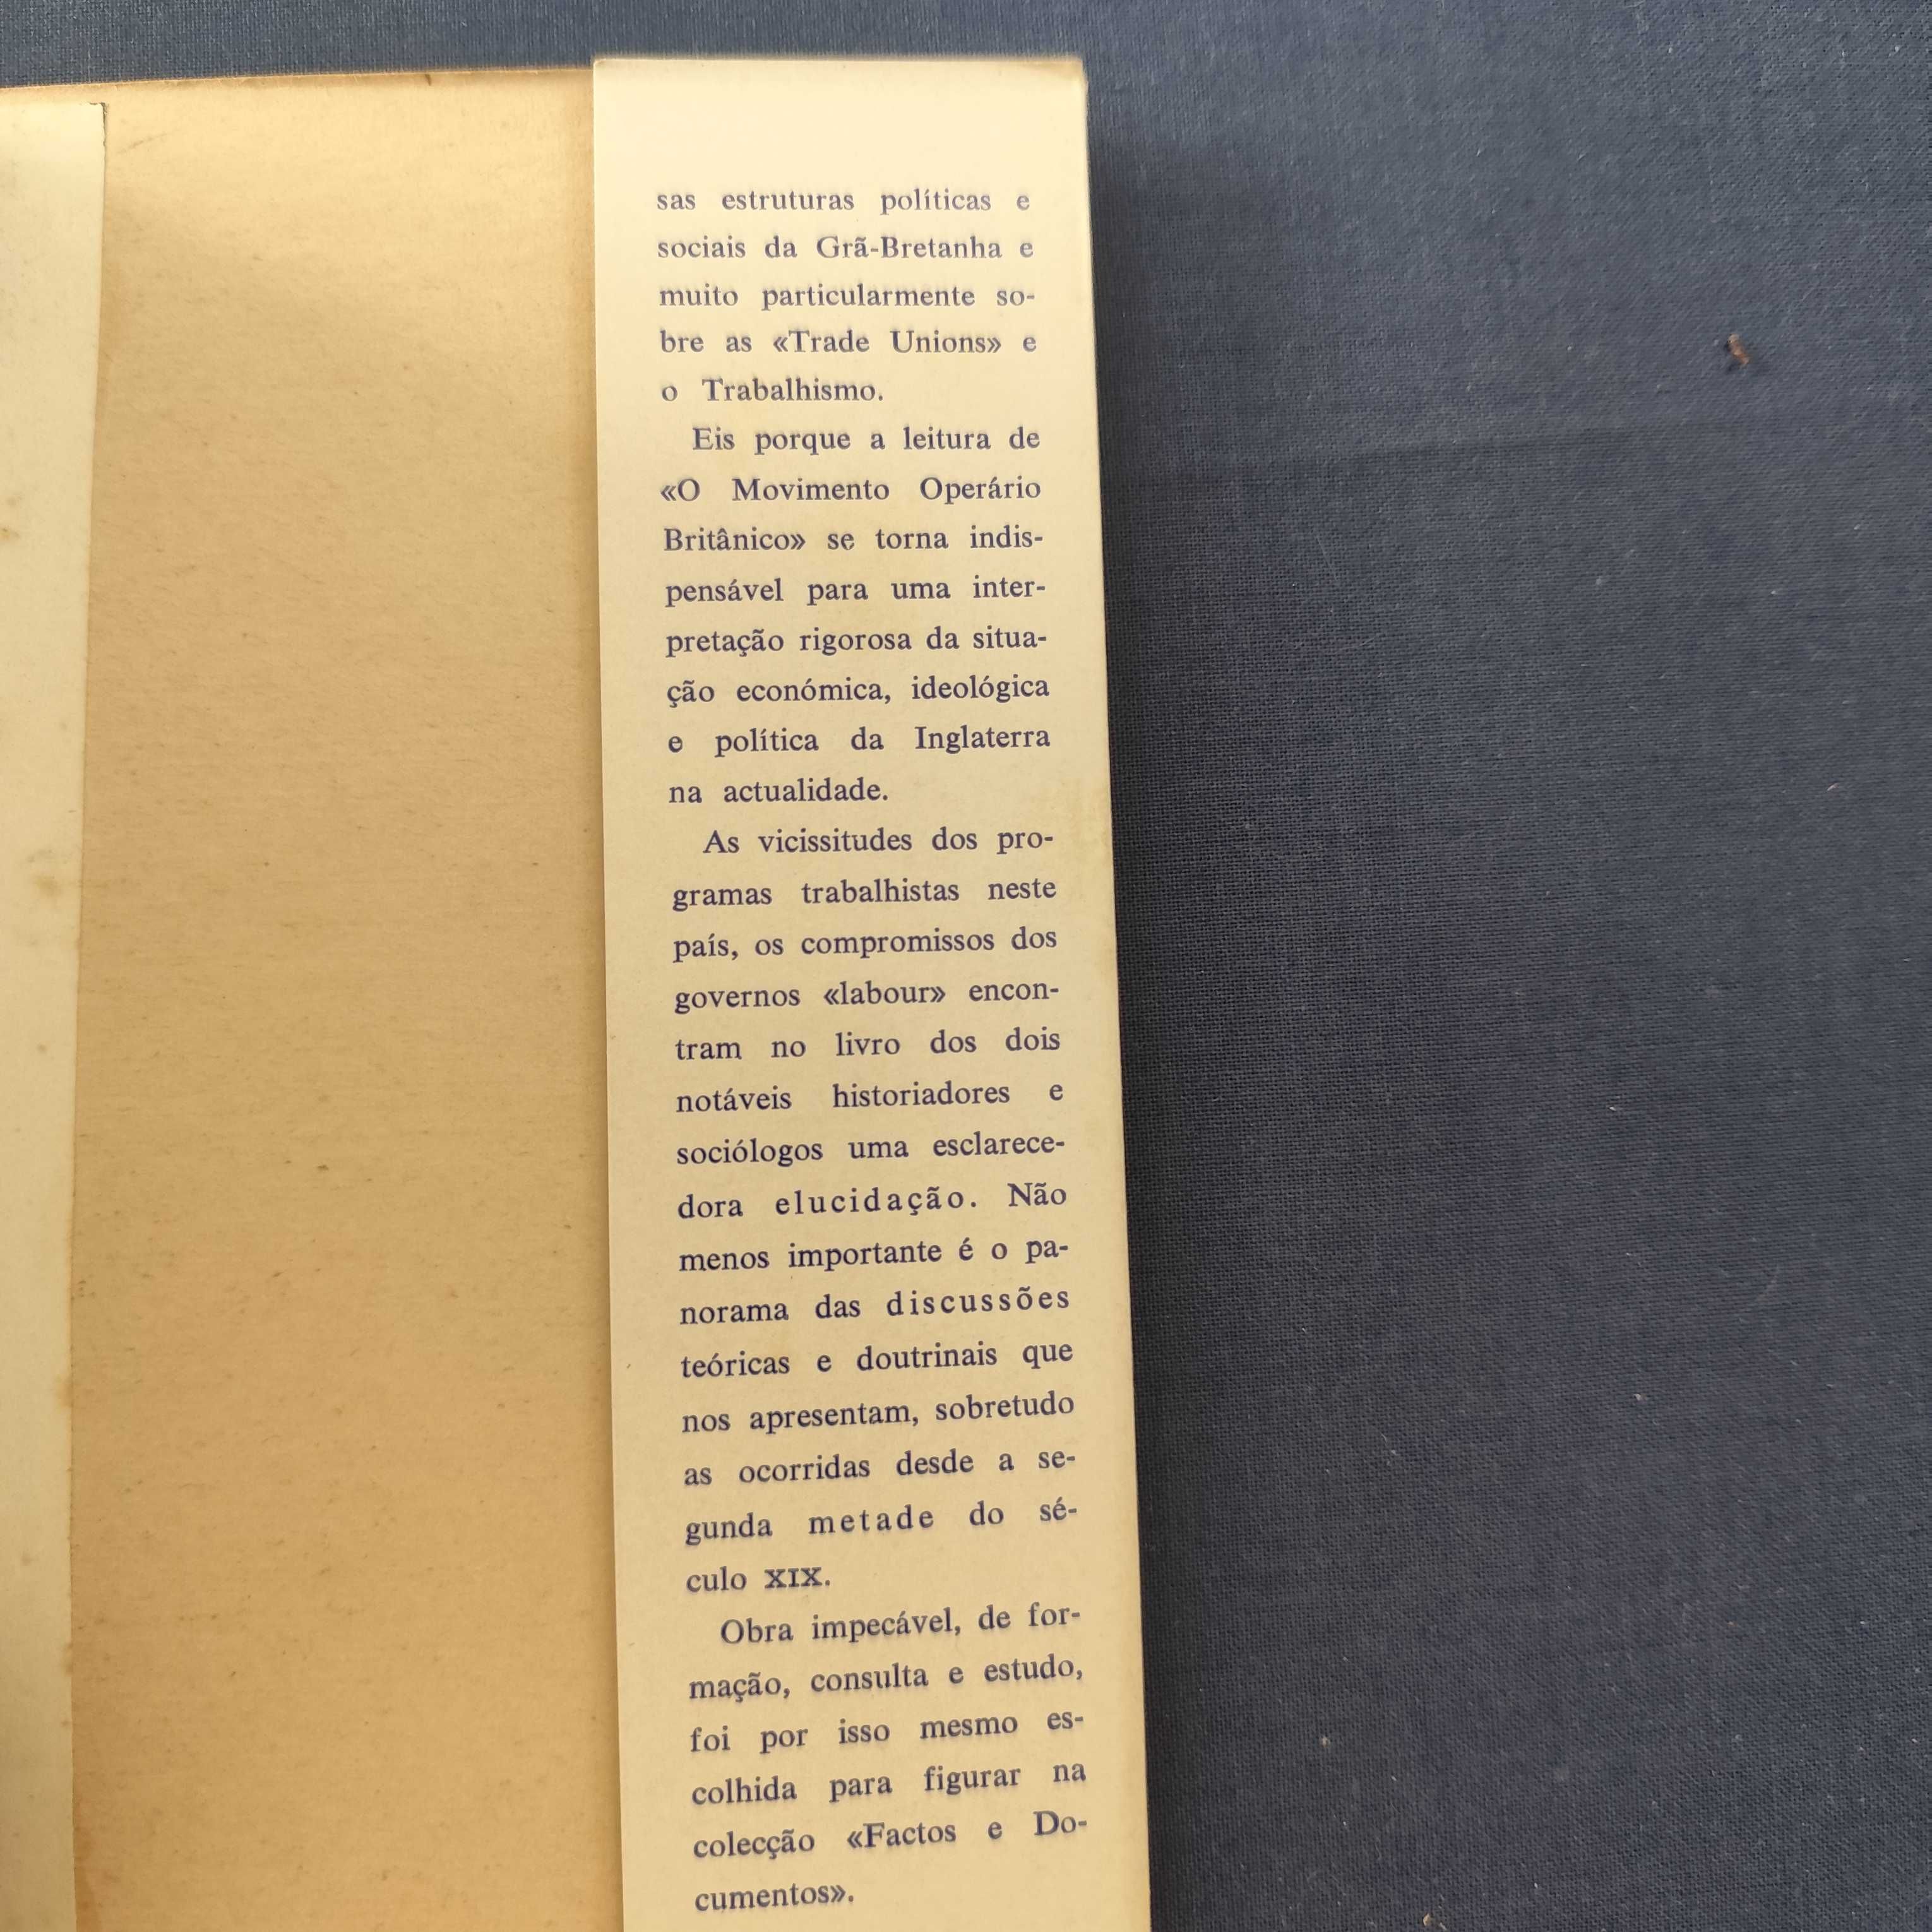 sas estruturas políticas e
sociais da Grã-Bretanha e
muito particularmente so-
bre as «Trade Unions» e
o Trabalhismo.
Eis porque a leitura de
«O Movimento Operário
Britânico» se torna indis-
pensável para uma inter-
pretação rigorosa da situa-
ção económica, ideológica
e política da Inglaterra
na actualidade.
As vicissitudes dos pro-
gramas trabalhistas neste
país, os compromissos dos
governos «labour» encon-
tram no livro dos dois
notáveis historiadores e
sociólogos uma esclarece-
dora elucidação. Não
menos importante é o pa-
norama das discussões
teóricas e doutrinais que
nos apresentam, sobretudo
as ocorridas desde a se-
gunda metade do sé-
culo XIX.
Obra impecável, de for-
mação, consulta e estudo,
foi por isso mesmo es-
colhida para figurar na
colecção «Factos e Do-
cumentos».